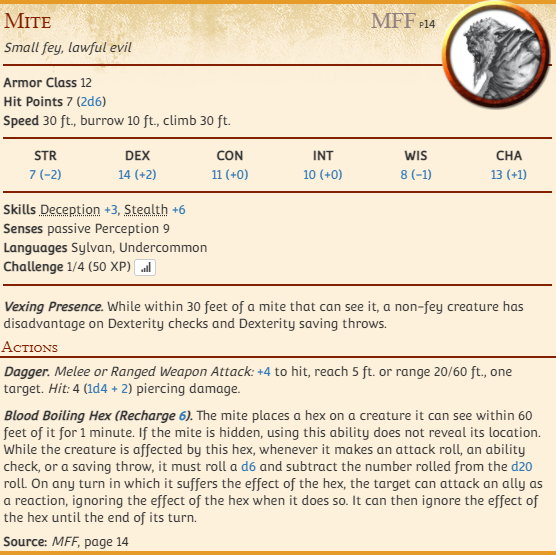 Mite MFF p14
Small fey, lawful evil
Armor Class 12
Hit Points 7 (2d6)
Speed 30 ft., burrow 10 ft., climb 30 ft.
STR DEX CON INT WIS CHA
7 (−2) 14 (+2) 11 (+0) 10 (+0) 8 (−1) 13 (+1)
Skills Deception +3, Stealth +6
Senses passive Perception 9
Languages Sylvan, Undercommon
Challenge 1/4 (50 XP)
Vexing Presence. While within 30 feet of a mite that can see it, a non-fey creature has
disadvantage on Dexterity checks and Dexterity saving throws.
Actions
Dagger. Melee or Ranged Weapon Attack: +4 to hit, reach 5 ft. or range 20/60 ft., one
target. Hit: 4 (1d4 + 2) piercing damage.
Blood Boiling Hex (Recharge 6). The mite places a hex on a creature it can see within 60
feet of it for 1 minute. If the mite is hidden, using this ability does not reveal its location.
While the creature is affected by this hex, whenever it makes an attack roll, an ability
check, or a saving throw, it must roll a d6 and subtract the number rolled from the d20
roll. On any turn in which it suffers the effect of the hex, the target can attack an ally as
a reaction, ignoring the effect of the hex when it does so. It can then ignore the effect of
the hex until the end of its turn.
Source: MFF, page 14